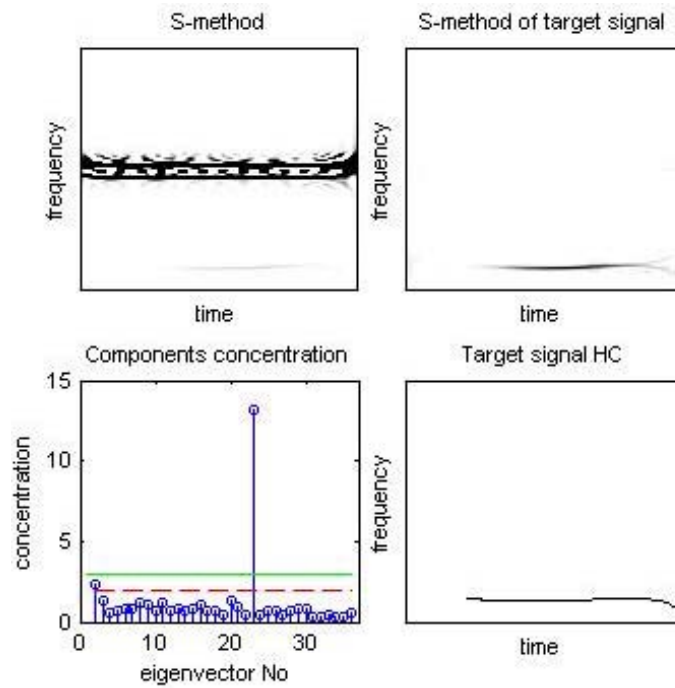 S-method
frequency
time
S-method of target signal
frequency
time
Components concentration
concentration
15
10
5
0
0
10
20
30
eigenvector No
Target signal HC
frequency
time